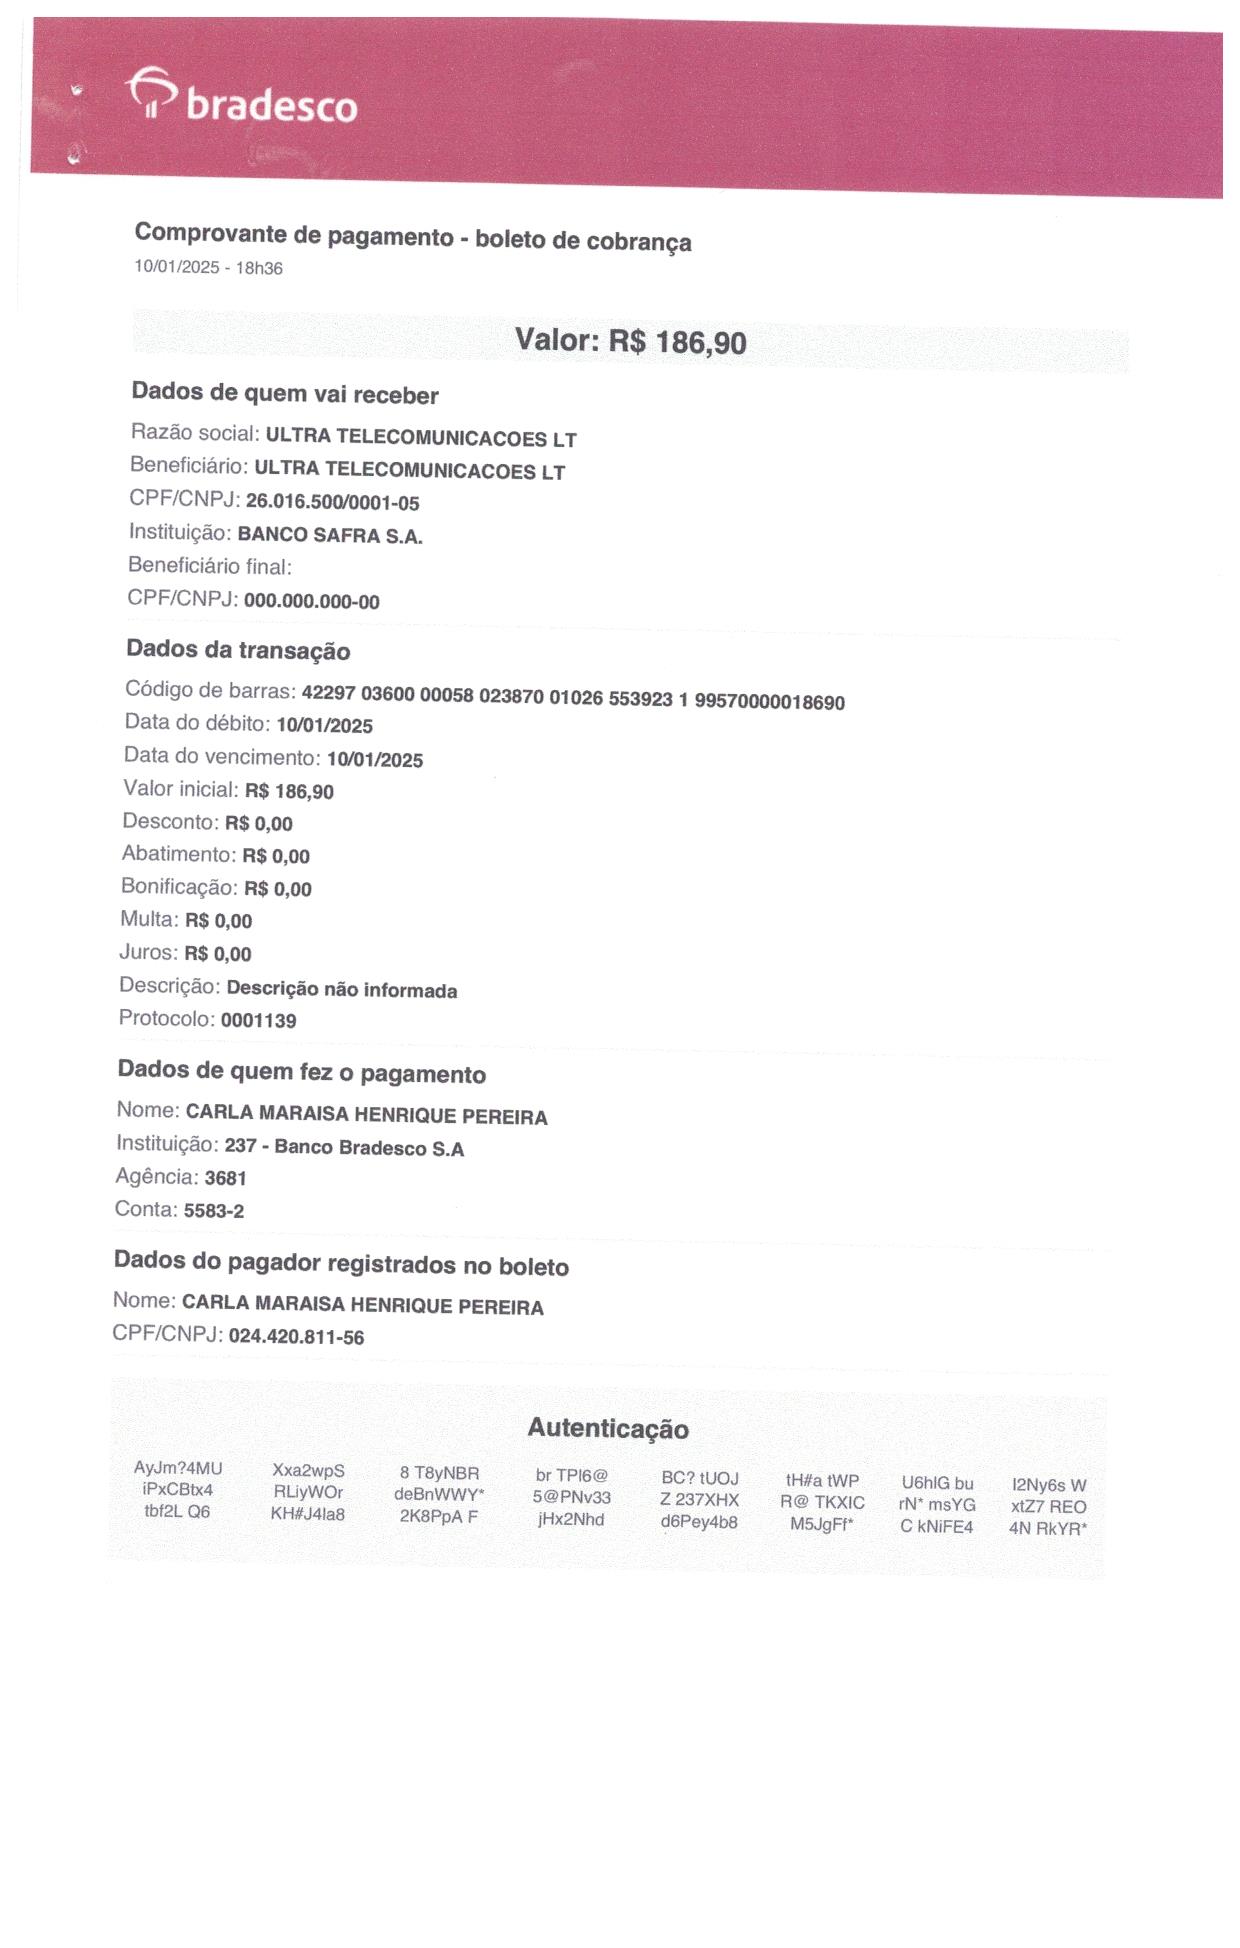 bradesco
Comprovante de pagamento - boleto de cobrança
10/01/2025 - 18h36
Valor: R$ 186,90
Dados de quem vai receber
Razão social: ULTRA TELECOMUNICACOES LT
Beneficiário: ULTRA TELECOMUNICACOES LT
CPF/CNPJ: 26.016.500/0001-05
Instituição: BANCO SAFRA S.A.
Beneficiário final:
CPF/CNPJ: 000.000.000-00
Dados da transação
Código de barras: 42297 03600 00058 023870 01026 553923 1 99570000018690
Data do débito: 10/01/2025
Data do vencimento: 10/01/2025
Valor inicial: R$ 186,90
Desconto: R$ 0,00
Abatimento: R$ 0,00
Bonificação: R$ 0,00
Multa: R$ 0,00
Juros: R$ 0,00
Descrição: Descrição não informada
Protocolo: 0001139
Dados de quem fez o pagamento
Nome: CARLA MARAISA HENRIQUE PEREIRA
Instituição: 237 - Banco Bradesco S.A
Agência: 3681
Conta: 5583-2
Dados do pagador registrados no boleto
Nome: CARLA MARAISA HENRIQUE PEREIRA
CPF/CNPJ: 024.420.811-56
Autenticação
AyJm?4MU Xxa2wpS 8 T8yNBR br TPI6@ BC? tUOJ tH#a tWP U6hlG bu I2Ny6s W
iPxCBtx4 RLiyWOr deBnWWY* 5@PNv33 Z 237XHX R@ TKXIC rN* msYG xtZ7 REO
tbf2L Q6 KH#J4la8 2K8PpA F jHx2Nhd d6Pey4b8 M5JgFf* C kNiFE4 4N RkYR*